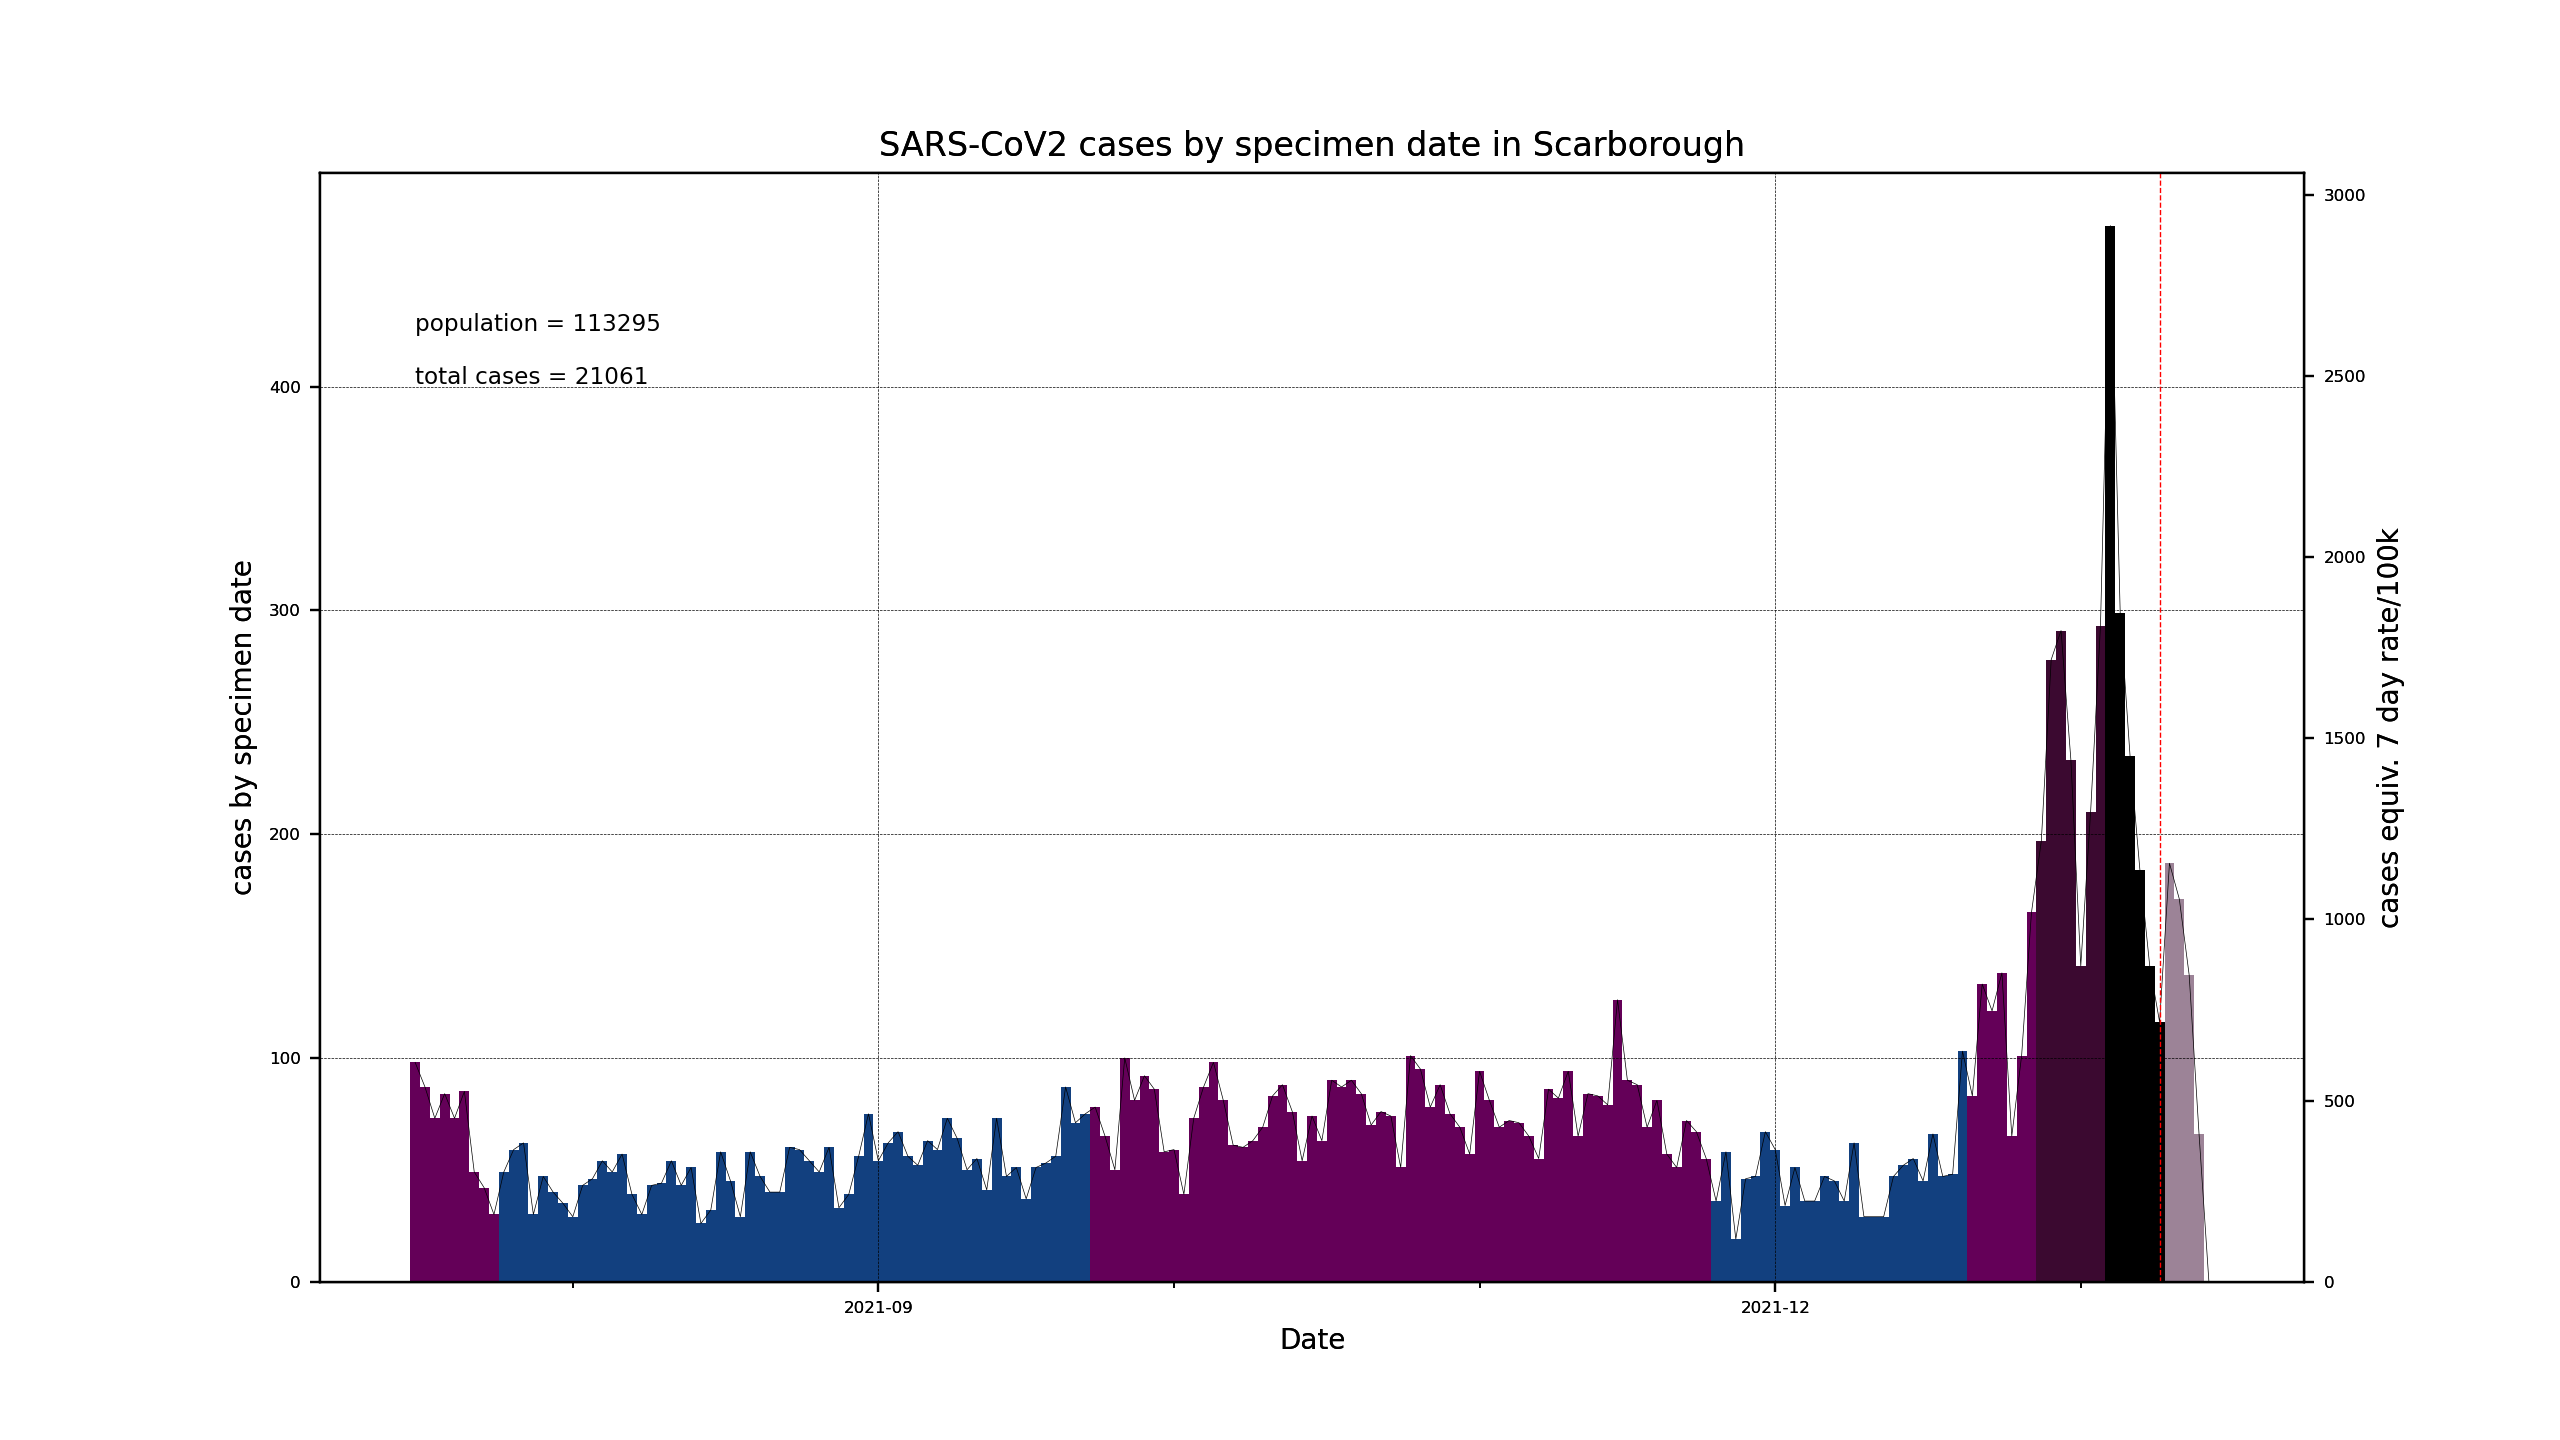 SARS-CoV2 cases by specimen date in Scarborough
population = 113295
total cases = 21061
cases by specimen date
400
300
200
100
0
3000
2500
2000
1500
1000
500
0
cases equiv. 7 day rate/100k
2021-09
2021-12
Date